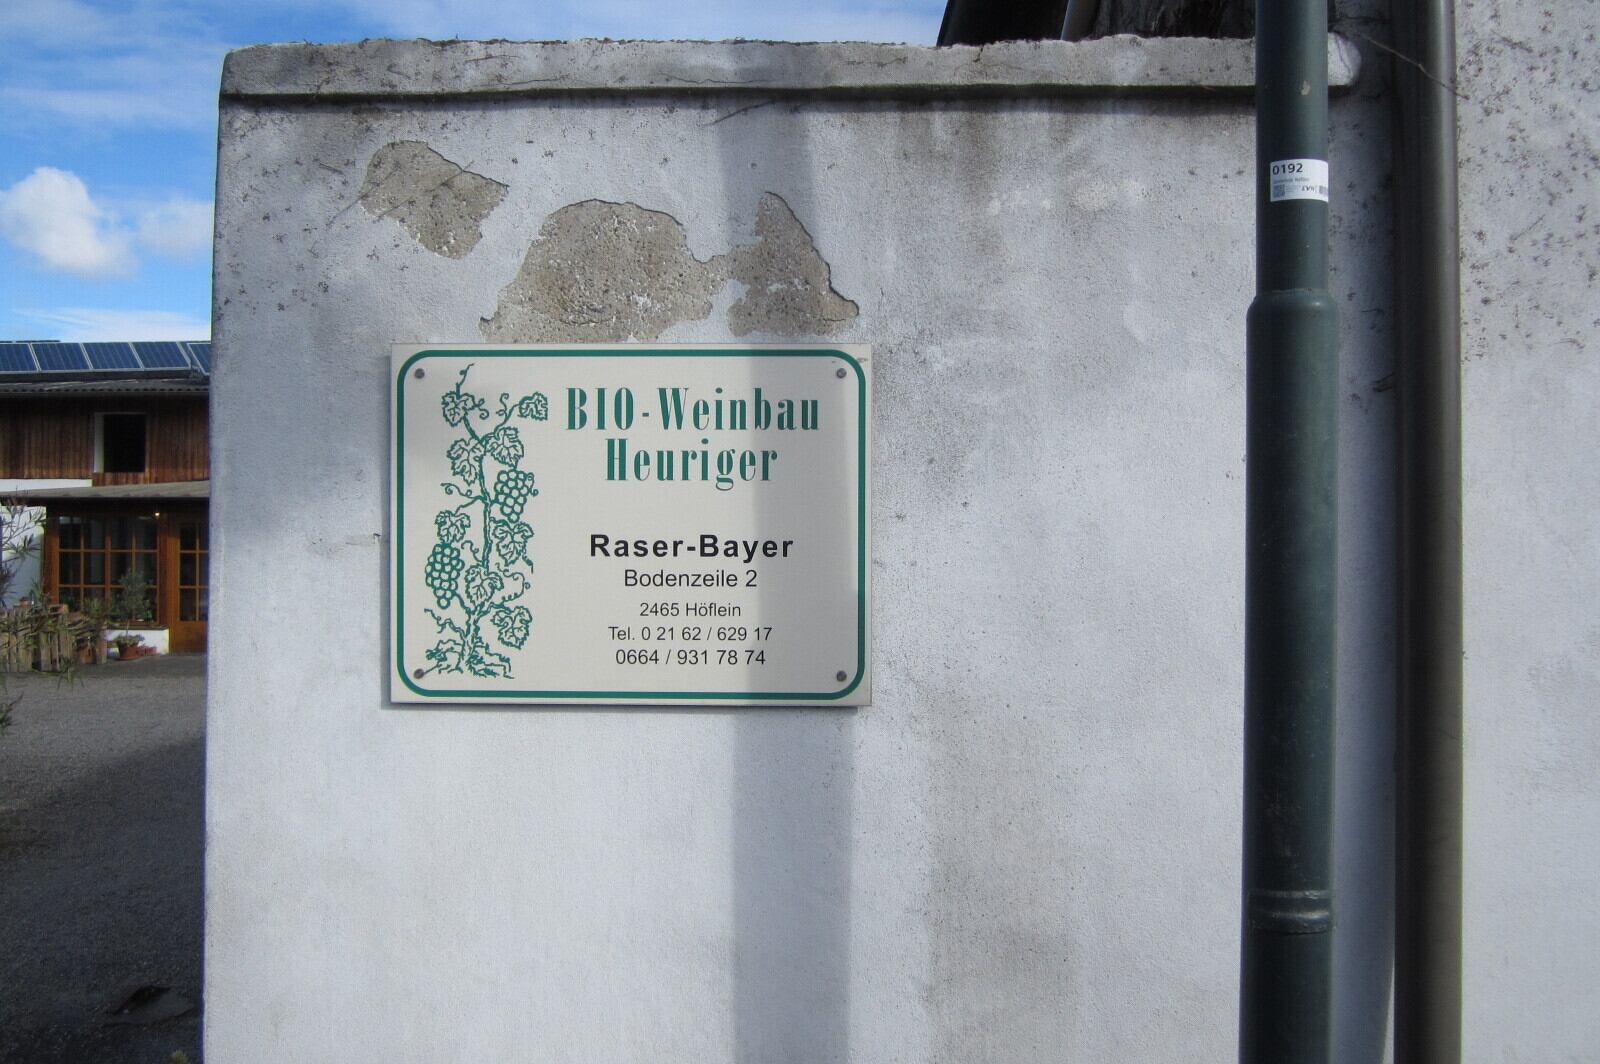 BIO-Weinbau
Heuriger
Raser-Bayer
Bodenzeile 2
2465 Höflein
Tel. 0 21 62 / 629 17
0664 / 931 78 74
0192
EVN